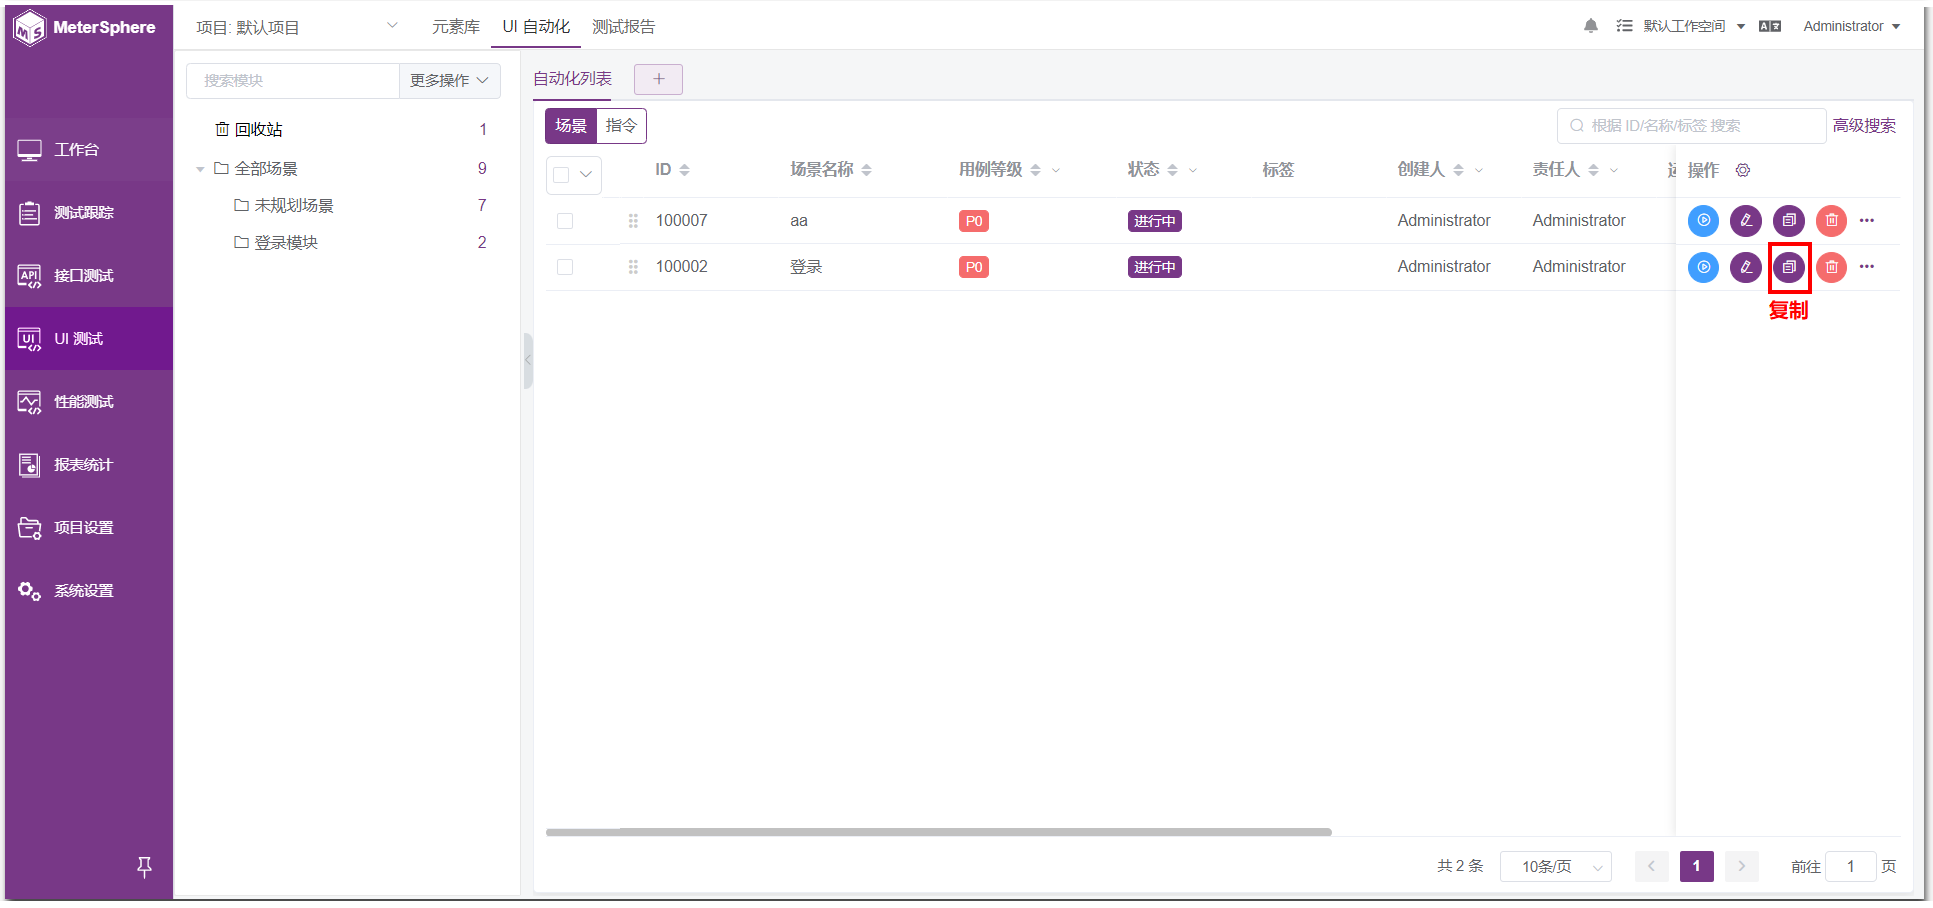 MeterSphere
项目: 默认项目
元素库
UI 自动化
测试报告
默认工作空间
Administrator
工作台
测试跟踪
接口测试
UI 测试
性能测试
报表统计
项目设置
系统设置
搜索模块
更多操作
回收站 1
全部场景 9
未规划场景 7
登录模块 2
自动化列表
+
场景 指令
根据 ID/名称/标签 搜索
高级搜索
ID 场景名称 用例等级 状态 标签 创建人 责任人 操作
100007 aa P0 进行中 Administrator Administrator
100002 登录 P0 进行中 Administrator Administrator
复制
共 2 条 10条/页 1 前往 1 页